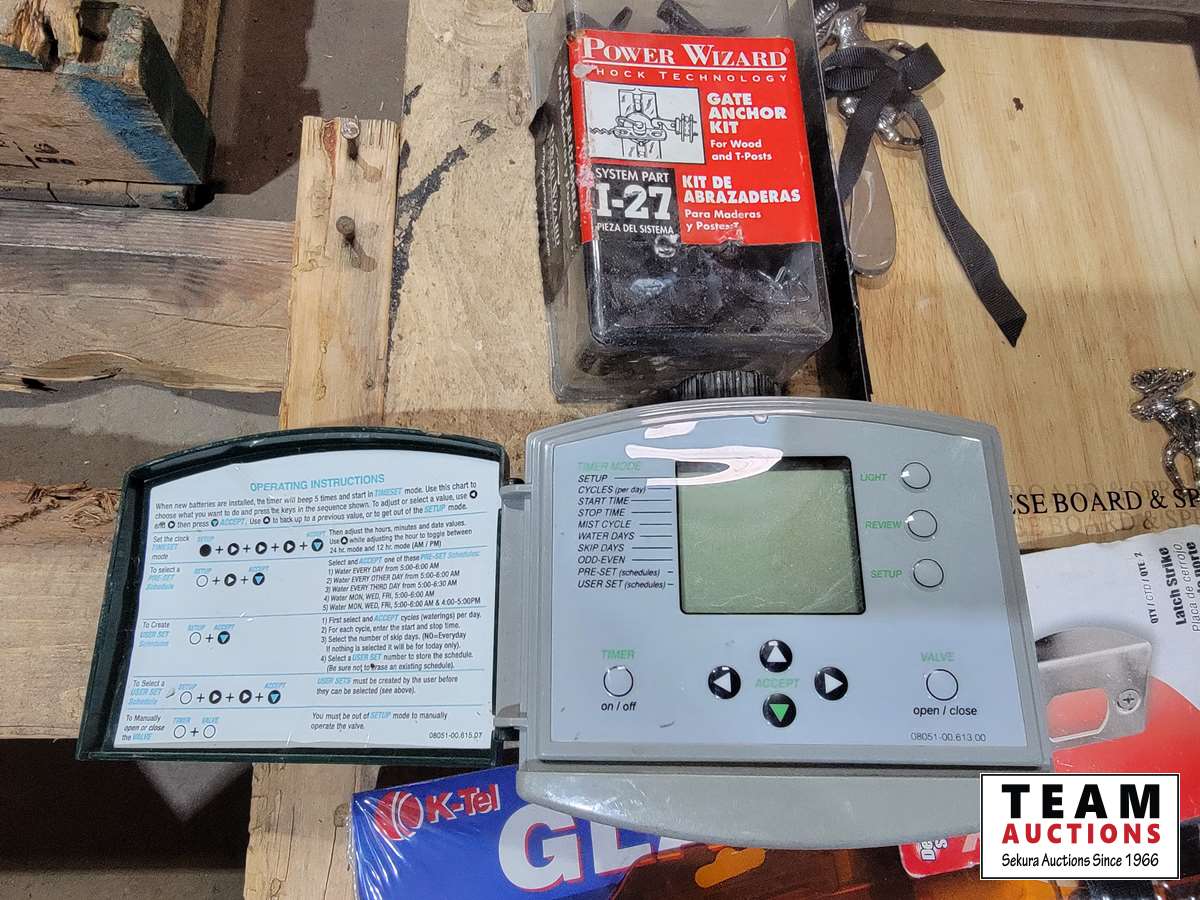 POWER WIZARD
SHOCK TECHNOLOGY
GATE
ANCHOR
KIT
For Wood
and T-Posts
SYSTEM PART
I-27
PIEZA DEL SISTEMA
KIT DE
ABRAZADERAS
Para Maderas
y Postes
OPERATING INSTRUCTIONS
When new batteries are installed, the timer will beep 5 times and start in TIMESET mode. Use this chart to
choose what you want to do and press the keys in the sequence shown. To adjust or select a value, use
or then press ACCEPT. Use to back up to a previous value, or to get out of the SETUP mode.
Set the clock
TIMESET
mode
SETUP
ACCEPT
Then adjust the hours, minutes and date values.
Use while adjusting the hour to toggle between
24 hr. mode and 12 hr. mode (AM / PM)
To select a
PRE-SET
Schedule
SETUP
ACCEPT
Select and ACCEPT one of these PRE-SET Schedules:
1) Water EVERY DAY from 5:00-6:00 AM
2) Water EVERY OTHER DAY from 5:00-6:00 AM
3) Water EVERY THIRD DAY from 5:00-6:30 AM
4) Water MON, WED, FRI, 5:00-6:00 AM
5) Water MON, WED, FRI, 5:00-6:00 AM & 4:00-5:00PM
To Create
USER SET
Schedules
SETUP
ACCEPT
1) First select and ACCEPT cycles (waterings) per day.
2) For each cycle, enter the start and stop time.
3) Select the number of skip days. (NO=Everyday
If nothing is selected it will be for today only).
4) Select a USER SET number to store the schedule.
(Be sure not to erase an existing schedule).
To Select a
USER SET
Schedule
SETUP
ACCEPT
USER SETS must be created by the user before
they can be selected (see above).
To Manually
open or close
the VALVE
TIMER
VALVE
You must be out of SETUP mode to manually
operate the valve.
08051-00.615.07
TIMER MODE
SETUP
CYCLES (per day)
START TIME
STOP TIME
MIST CYCLE
WATER DAYS
SKIP DAYS
ODD-EVEN
PRE-SET (schedules)
USER SET (schedules)
LIGHT
REVIEW
SETUP
TIMER
on / off
ACCEPT
VALVE
open / close
08051-00.613.00
BOARD &
QTY / CTD / QTE 2
Latch Strike
Placa de cerrojo
K-Tel
TEAM
AUCTIONS
Sekura Auctions Since 1966